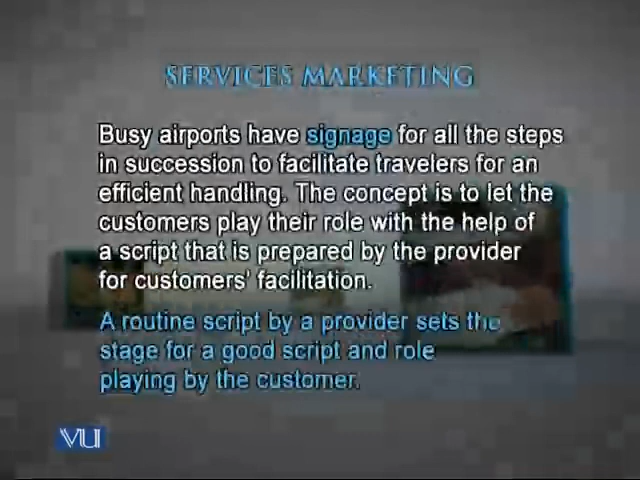 SERVICES MARKETING
Busy airports have signage for all the steps
in succession to facilitate travelers for an
efficient handling. The concept is to let the
customers play their role with the help of
a script that is prepared by the provider
for customers' facilitation.
A routine script by a provider sets the
stage for a good script and role
playing by the customer.
VU